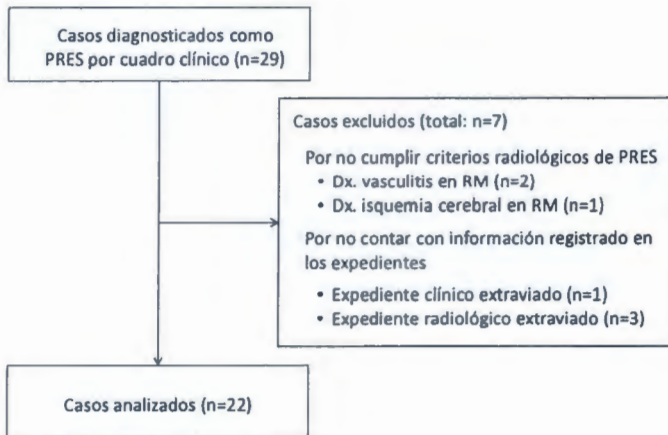 Casos diagnosticados como
PRES por cuadro clínico (n=29)
Casos excluidos (total: n=7)
Por no cumplir criterios radiológicos de PRES
• Dx. vasculitis en RM (n=2)
• Dx. isquemia cerebral en RM (n=1)
Por no contar con información registrado en
los expedientes
• Expediente clínico extraviado (n=1)
• Expediente radiológico extraviado (n=3)
Casos analizados (n=22)